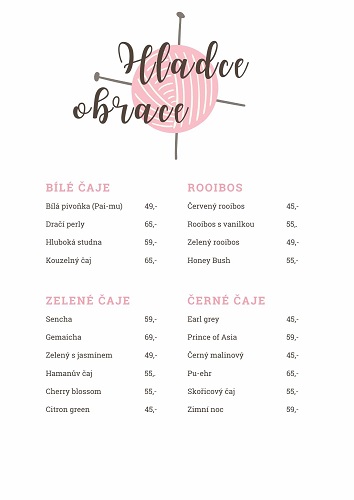 Hladce
obrace
BÍLÉ ČAJE
Bílá pivoňka (Pai-mu) 49,-
Dračí perly 65,-
Hluboká studna 59,-
Kouzelný čaj 65,-
ROOIBOS
Červený rooibos 45,-
Rooibos s vanilkou 55,.
Zelený rooibos 49,-
Honey Bush 55,-
ZELENÉ ČAJE
Sencha 59,-
Gemaicha 69,-
Zelený s jasmínem 49,-
Hamanův čaj 55,.
Cherry blossom 55,-
Citron green 45,-
ČERNÉ ČAJE
Earl grey 45,-
Prince of Asia 59,-
Černý malinový 45,-
Pu-ehr 65,-
Skořicový čaj 55,-
Zimní noc 59,-